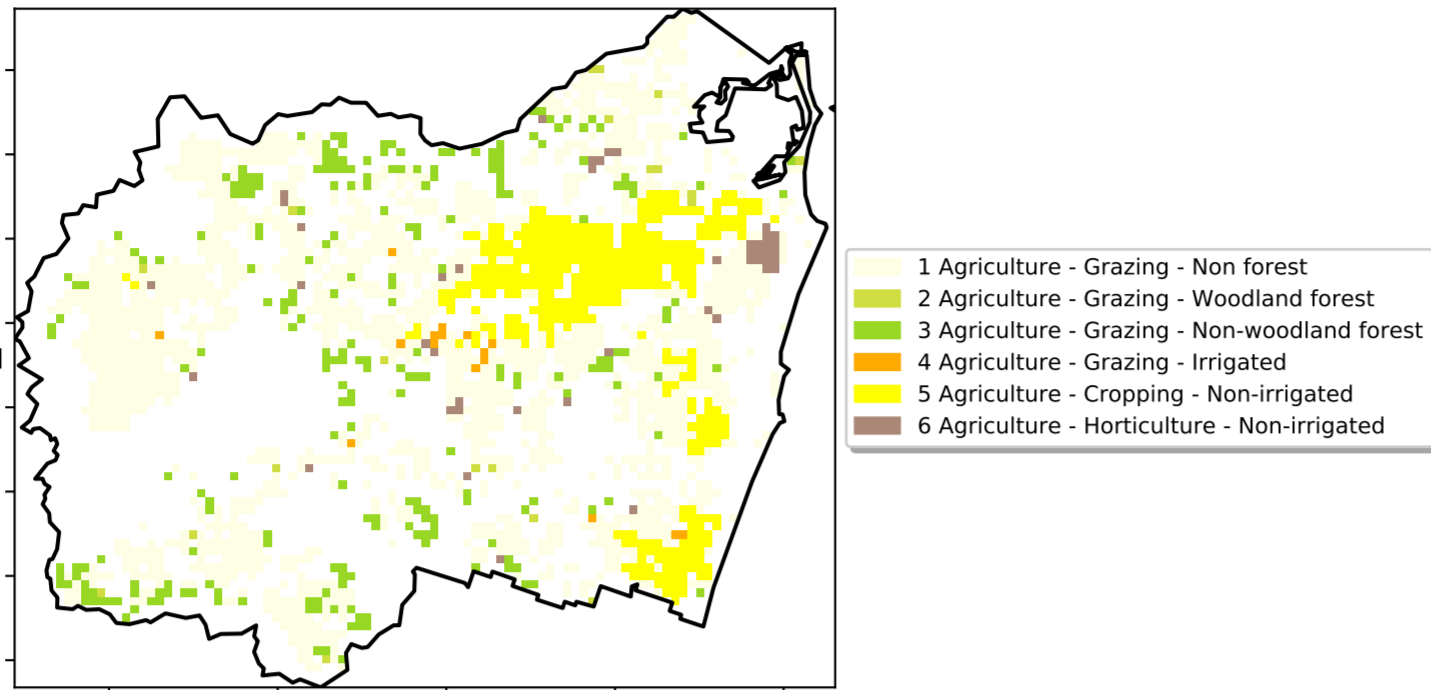 1 Agriculture - Grazing - Non forest
2 Agriculture - Grazing - Woodland forest
3 Agriculture - Grazing - Non-woodland forest
4 Agriculture - Grazing - Irrigated
5 Agriculture - Cropping - Non-irrigated
6 Agriculture - Horticulture - Non-irrigated